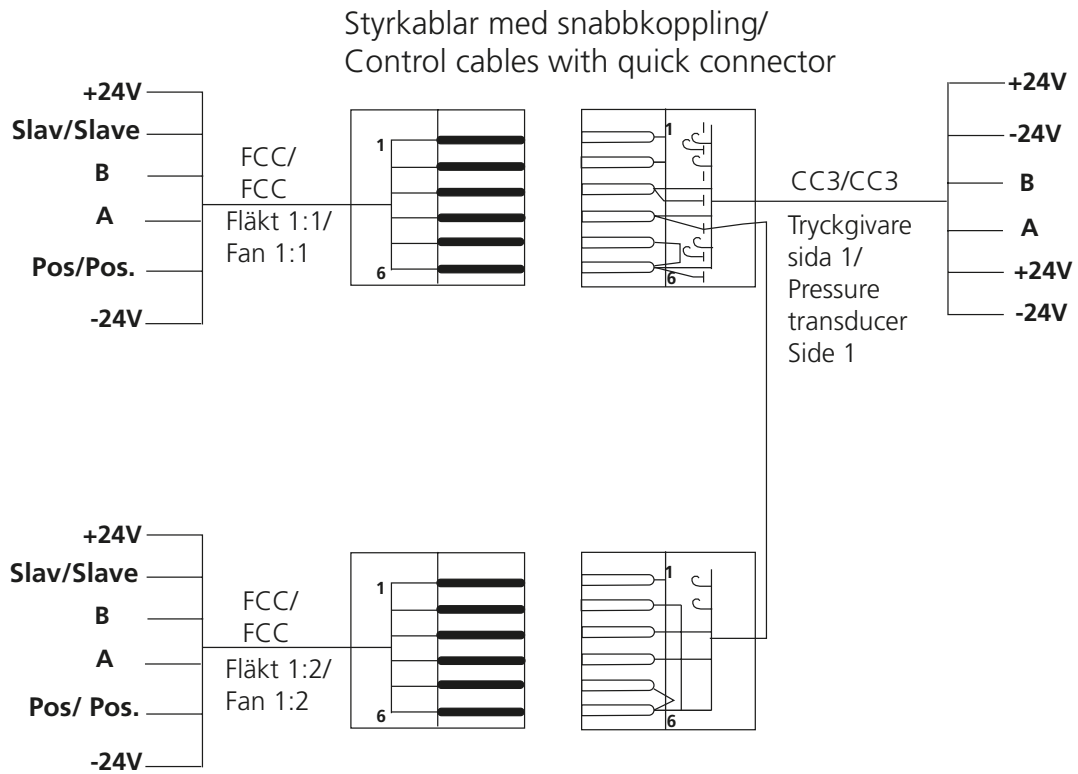 Styrkablar med snabbkoppling/
Control cables with quick connector
+24V
Slav/Slave
B
A
Pos/Pos.
-24V
FCC/
FCC
Fläkt 1:1/
Fan 1:1
1
6
1
6
CC3/CC3
Tryckgivare
sida 1/
Pressure
transducer
Side 1
+24V
-24V
B
A
+24V
-24V
+24V
Slav/Slave
B
A
Pos/ Pos.
-24V
FCC/
FCC
Fläkt 1:2/
Fan 1:2
1
6
1
6